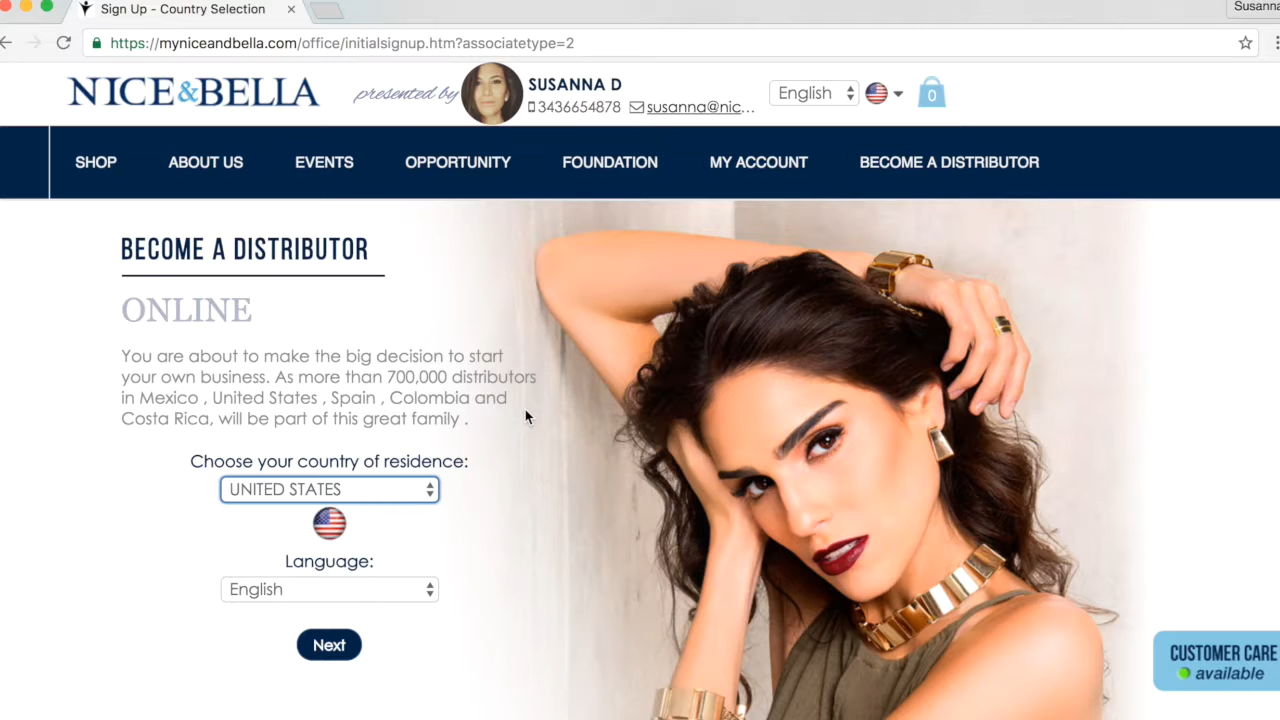 Sign Up - Country Selection
Susanna
https://myniceandbella.com/office/initialsignup.htm?associatetype=2
NICE&BELLA
presented by
SUSANNA D
3436654878 susanna@nic...
English
0
SHOP ABOUT US EVENTS OPPORTUNITY FOUNDATION MY ACCOUNT BECOME A DISTRIBUTOR
BECOME A DISTRIBUTOR
ONLINE
You are about to make the big decision to start
your own business. As more than 700,000 distributors
in Mexico , United States , Spain , Colombia and
Costa Rica, will be part of this great family .
Choose your country of residence:
UNITED STATES
Language:
English
Next
CUSTOMER CARE
available